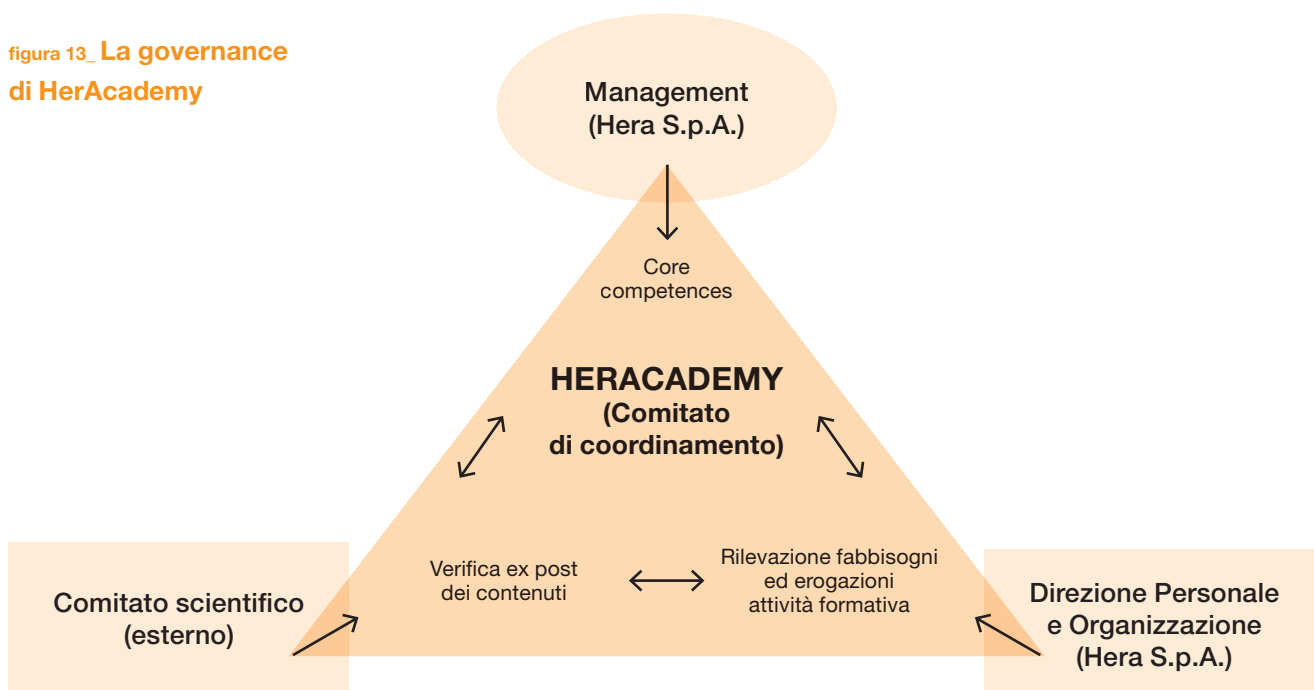 figura 13_ La governance
di HerAcademy
Management
(Hera S.p.A.)
Core
competences
HERACADEMY
(Comitato
di coordinamento)
Verifica ex post
dei contenuti
Rilevazione fabbisogni
ed erogazioni
attività formativa
Comitato scientifico
(esterno)
Direzione Personale
e Organizzazione
(Hera S.p.A.)